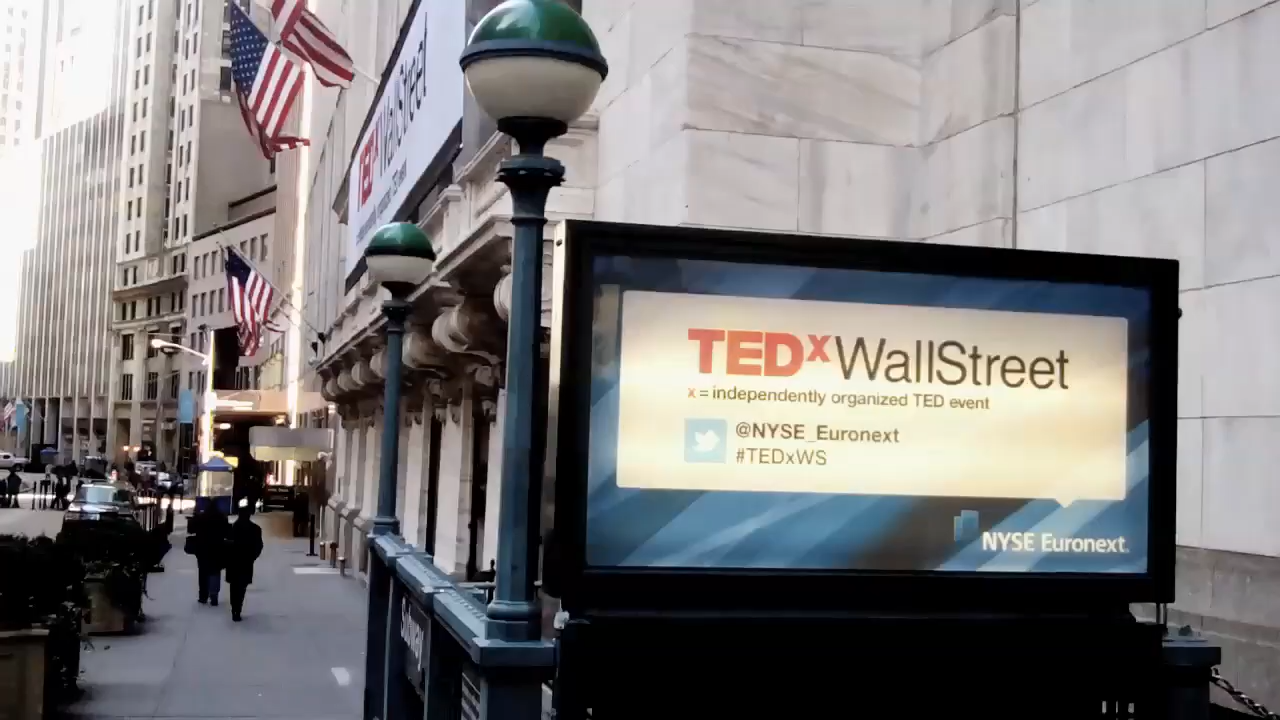 TEDxWallStreet
TEDxWallStreet
x = independently organized TED event
@NYSE_Euronext
#TEDxWS
NYSE Euronext.
Subway